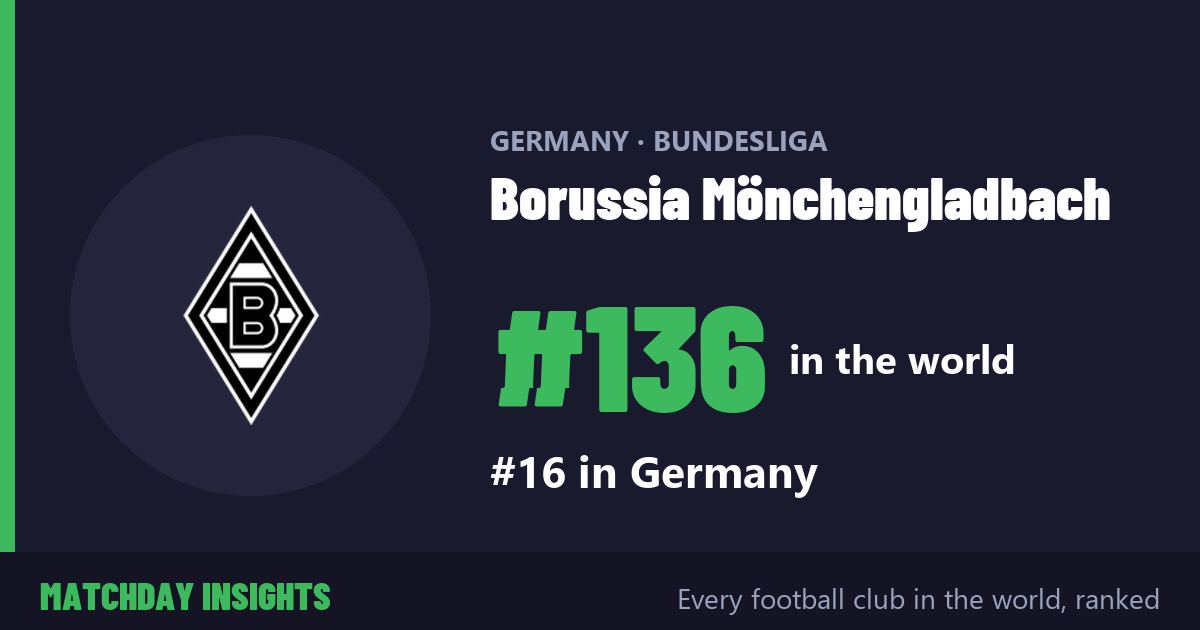 GERMANY · BUNDESLIGA
Borussia Mönchengladbach
B
#136 in the world
#16 in Germany
MATCHDAY INSIGHTS
Every football club in the world, ranked